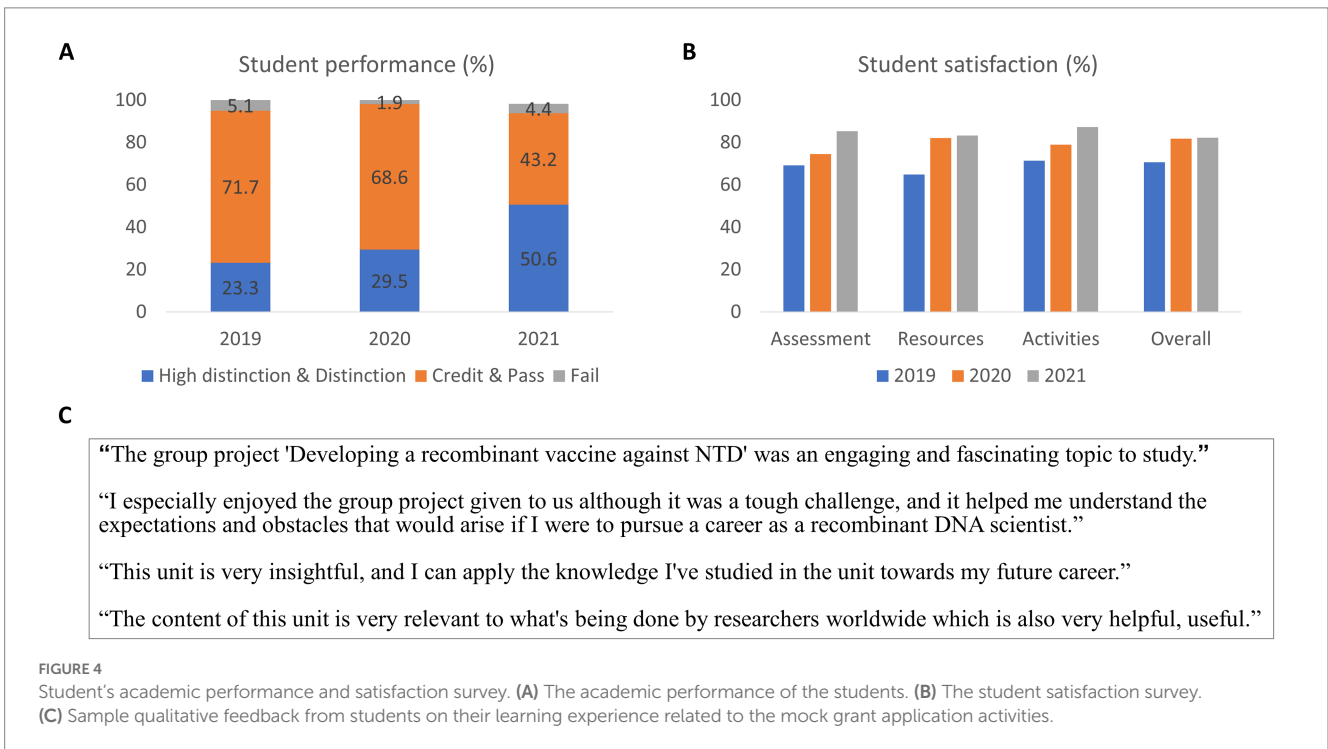 A
Student performance (%)
100
80
60
40
20
0
5.1
71.7
23.3
1.9
68.6
29.5
4.4
43.2
50.6
2019
2020
2021
High distinction & Distinction
Credit & Pass
Fail
B
Student satisfaction (%)
100
80
60
40
20
0
Assessment
Resources
Activities
Overall
2019
2020
2021
C
“The group project 'Developing a recombinant vaccine against NTD' was an engaging and fascinating topic to study.”
“I especially enjoyed the group project given to us although it was a tough challenge, and it helped me understand the
expectations and obstacles that would arise if I were to pursue a career as a recombinant DNA scientist.”
“This unit is very insightful, and I can apply the knowledge I've studied in the unit towards my future career.”
“The content of this unit is very relevant to what's being done by researchers worldwide which is also very helpful, useful.”
FIGURE 4
Student’s academic performance and satisfaction survey. (A) The academic performance of the students. (B) The student satisfaction survey.
(C) Sample qualitative feedback from students on their learning experience related to the mock grant application activities.